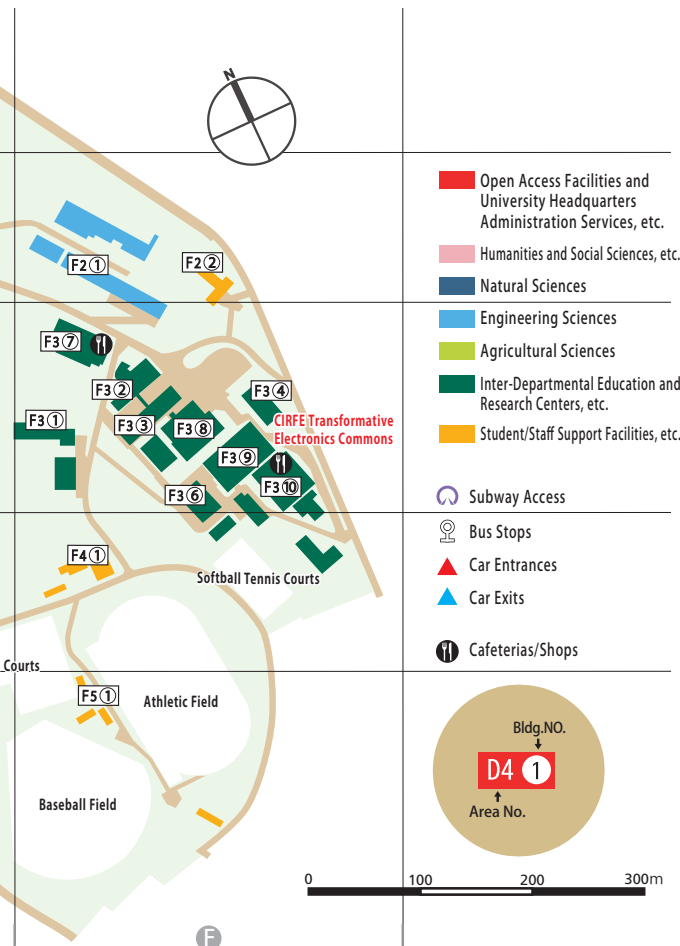 N
Open Access Facilities and
University Headquarters
Administration Services, etc.
Humanities and Social Sciences, etc.
Natural Sciences
Engineering Sciences
Agricultural Sciences
Inter-Departmental Education and
Research Centers, etc.
Student/Staff Support Facilities, etc.
Subway Access
Bus Stops
Car Entrances
Car Exits
Cafeterias/Shops
F2①
F2②
F3⑦
F3②
F3④
F3①
F3③
F3⑧
CIRFE Transformative
Electronics Commons
F3⑨
F3⑩
F3⑥
F4①
Softball Tennis Courts
Courts
F5①
Athletic Field
Baseball Field
Bldg.NO.
D4 1
Area No.
0 100 200 300m
F